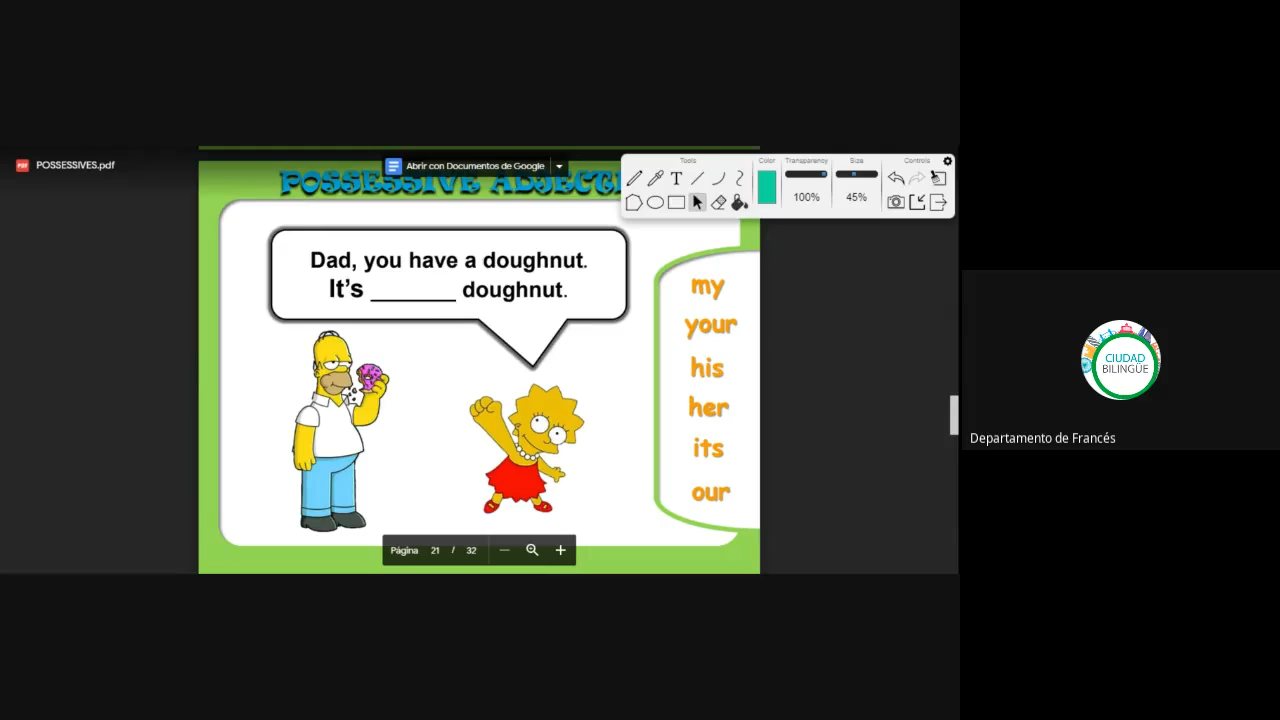 POSSESSIVES.pdf
Abrir con Documentos de Google
Tools
Color
Transparency
Size
Controls
100%
45%
POSSESSIVE
Dad, you have a doughnut.
It's _______ doughnut.
my
your
his
her
its
our
Página 21 / 32
CIUDAD
BILINGÜE
Departamento de Francés